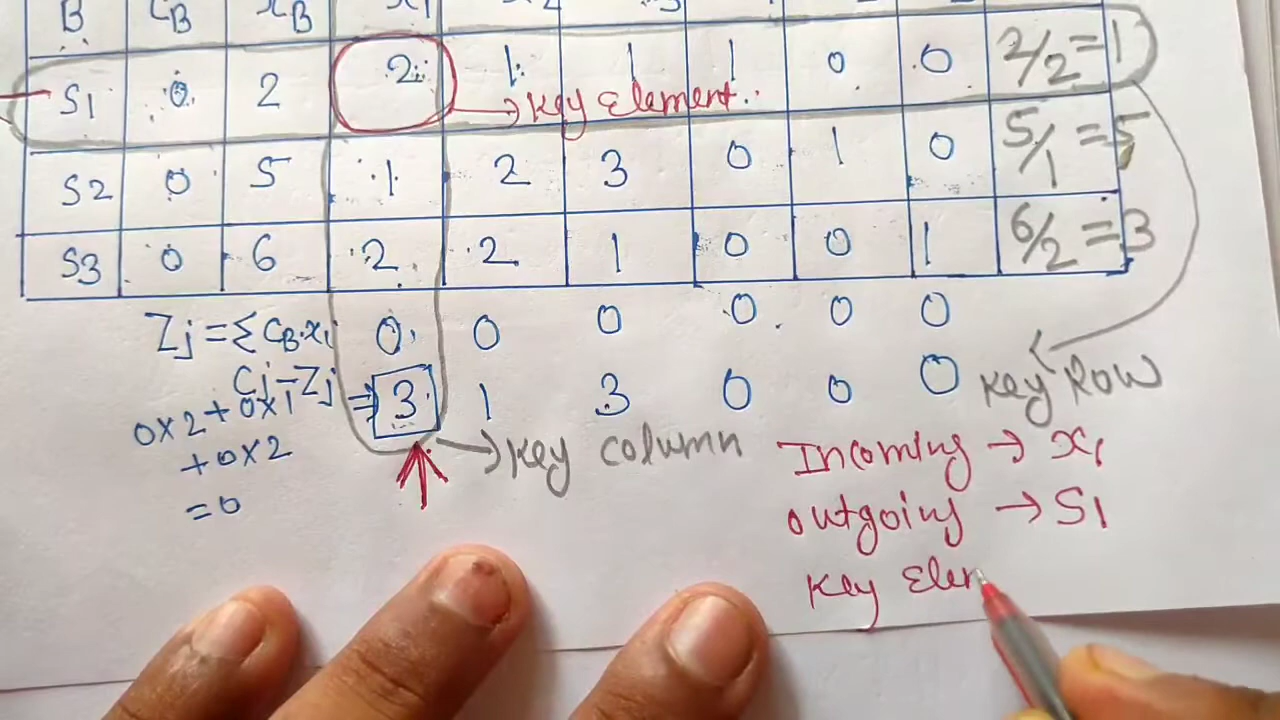 B CB XB x1
S1 0 2 2 1 1 1 0 0 2/2=1
→Key Element.
S2 0 5 1 2 3 0 1 0 5/1=5
S3 0 6 2 2 1 0 0 1 6/2=3
Zj=Σ CB.xi 0 0 0 0 0 0
Cj-Zj ⇒ 3 1 3 0 0 0
0x2+0x1
+0x2
=0
→Key column
Key Row
Incoming → x1
outgoing → S1
Key Elem